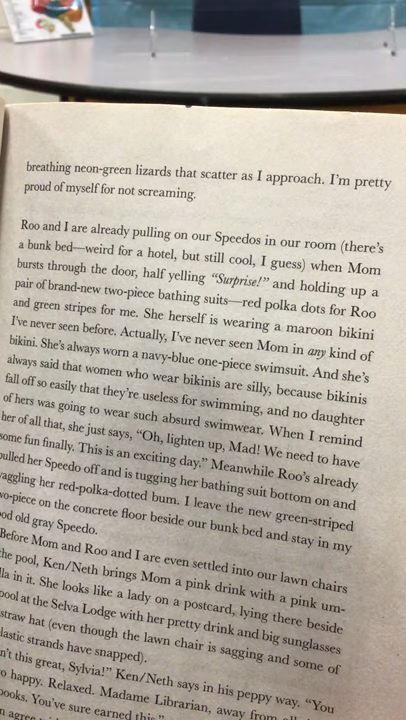 breathing neon-green lizards that scatter as I approach. I'm pretty
proud of myself for not screaming.
Roo and I are already pulling on our Speedos in our room (there's
a bunk bed—weird for a hotel, but still cool, I guess) when Mom
bursts through the door, half yelling "Surprise!" and holding up a
pair of brand-new two-piece bathing suits—red polka dots for Roo
and green stripes for me. She herself is wearing a maroon bikini
I've never seen before. Actually, I've never seen Mom in any kind of
bikini. She's always worn a navy-blue one-piece swimsuit. And she's
always said that women who wear bikinis are silly, because bikinis
fall off so easily that they're useless for swimming, and no daughter
of hers was going to wear such absurd swimwear. When I remind
her of all that, she just says, "Oh, lighten up, Mad! We need to have
some fun finally. This is an exciting day." Meanwhile Roo's already
pulled her Speedo off and is tugging her bathing suit bottom on and
waggling her red-polka-dotted bum. I leave the new green-striped
two-piece on the concrete floor beside our bunk bed and stay in my
good old gray Speedo.
Before Mom and Roo and I are even settled into our lawn chairs
the pool, Ken/Neth brings Mom a pink drink with a pink um-
lla in it. She looks like a lady on a postcard, lying there beside
pool at the Selva Lodge with her pretty drink and big sunglasses
straw hat (even though the lawn chair is sagging and some of
lastic strands have snapped).
n't this great, Sylvia!" Ken/Neth says in his peppy way. "You
o happy. Relaxed. Madame Librarian, away from
books. You've sure earned this"
n agree